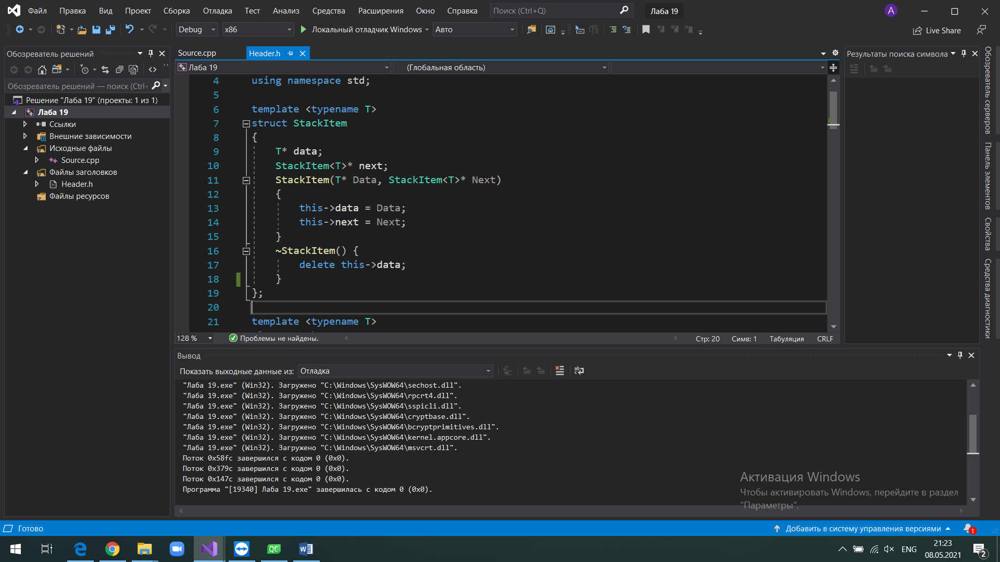 Файл Правка Вид Проект Сборка Отладка Тест Анализ Средства Расширения Окно Справка Поиск (Ctrl+Q) Лаба 19 A
Debug x86 Локальный отладчик Windows Авто Live Share
Обозреватель решений
Обозреватель решений — поиск (Ctrl+
Решение "Лаба 19" (проекты: 1 из 1)
Лаба 19
Ссылки
Внешние зависимости
Исходные файлы
Source.cpp
Файлы заголовков
Header.h
Файлы ресурсов
Source.cpp Header.h
Лаба 19 (Глобальная область)
4 using namespace std;
5
6 template <typename T>
7 struct StackItem
8 {
9 T* data;
10 StackItem<T>* next;
11 StackItem(T* Data, StackItem<T>* Next)
12 {
13 this->data = Data;
14 this->next = Next;
15 }
16 ~StackItem() {
17 delete this->data;
18 }
19 };
20
21 template <typename T>
128 % Проблемы не найдены. Стр: 20 Симв: 1 Табуляция CRLF
Результаты поиска символа
Обозреватель серверов
Панель элементов
Свойства
Средства диагностики
Вывод
Показать выходные данные из: Отладка
"Лаба 19.exe" (Win32). Загружено "C:\Windows\SysWOW64\sechost.dll".
"Лаба 19.exe" (Win32). Загружено "C:\Windows\SysWOW64\rpcrt4.dll".
"Лаба 19.exe" (Win32). Загружено "C:\Windows\SysWOW64\sspicli.dll".
"Лаба 19.exe" (Win32). Загружено "C:\Windows\SysWOW64\cryptbase.dll".
"Лаба 19.exe" (Win32). Загружено "C:\Windows\SysWOW64\bcryptprimitives.dll".
"Лаба 19.exe" (Win32). Загружено "C:\Windows\SysWOW64\kernel.appcore.dll".
"Лаба 19.exe" (Win32). Загружено "C:\Windows\SysWOW64\msvcrt.dll".
Поток 0x58fc завершился с кодом 0 (0x0).
Поток 0x379c завершился с кодом 0 (0x0).
Поток 0x147c завершился с кодом 0 (0x0).
Программа "[19340] Лаба 19.exe" завершилась с кодом 0 (0x0).
Активация Windows
Чтобы активировать Windows, перейдите в раздел
"Параметры".
Готово Добавить в систему управления версиями 1
QC ENG 21:23
08.05.2021 2